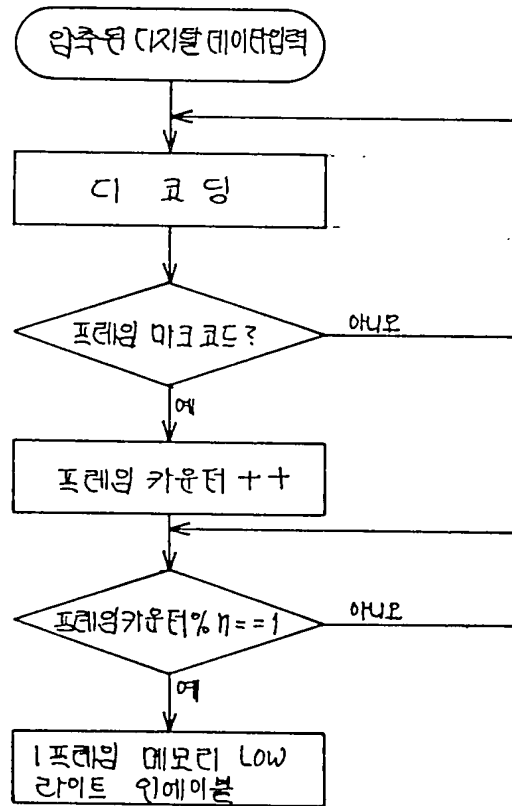 압축된 디지탈 데이타입력
디 코 딩
프레임 마크 코드?
아니오
예
프레임 카운터 + +
프레임카운터 % n = = 1
아니오
예
1 프레임 메모리 Low
라이트 인에이블